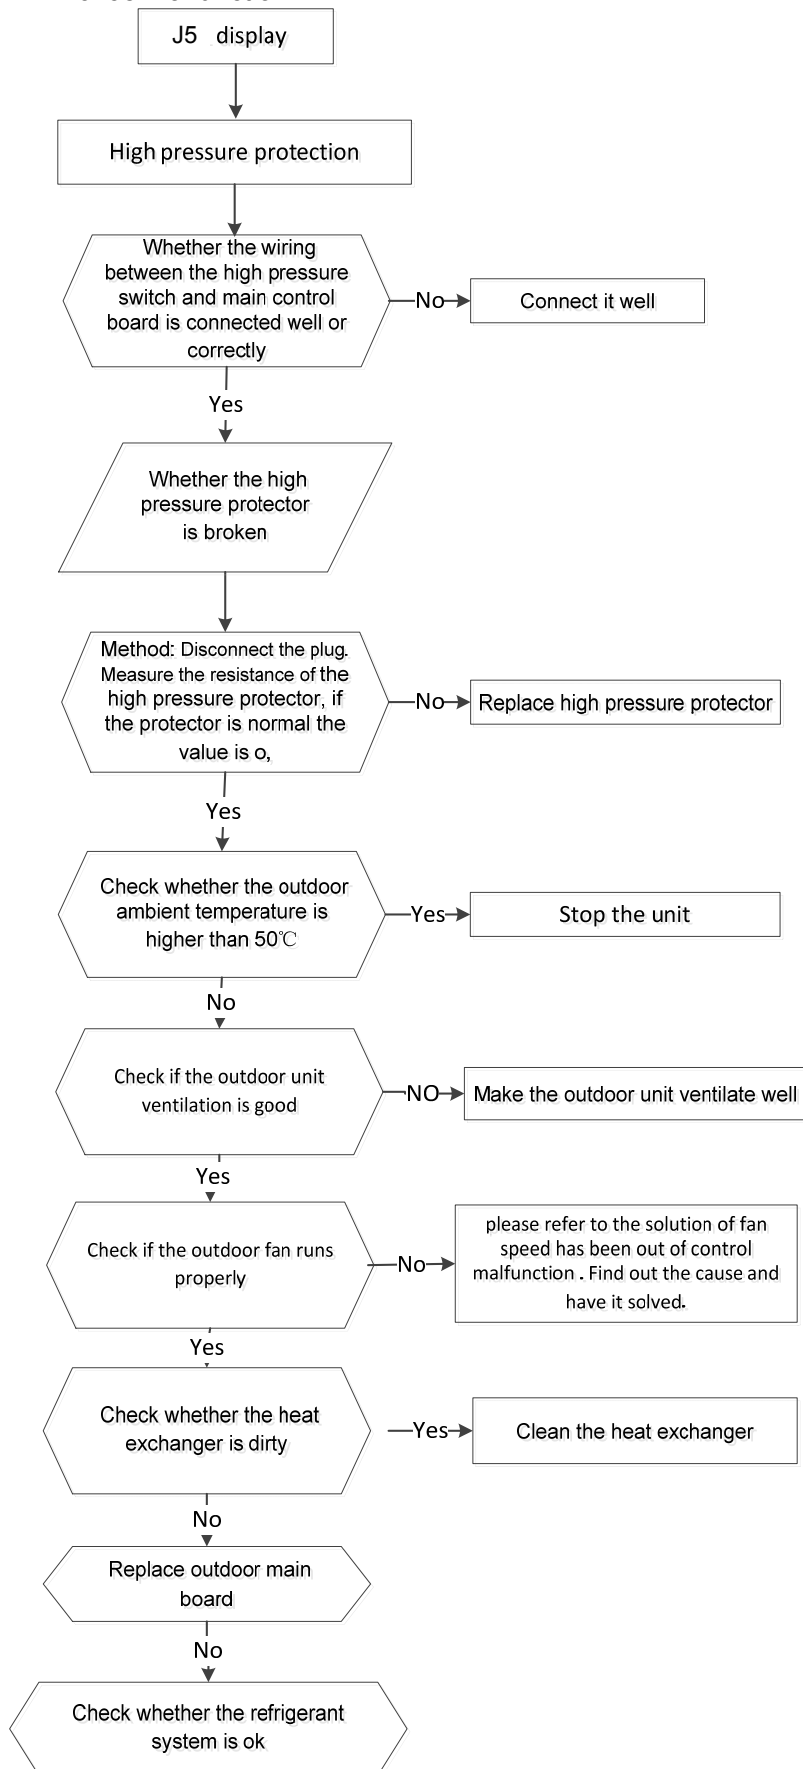 J5 display
High pressure protection
Whether the wiring
between the high pressure
switch and main control
board is connected well or
correctly
No
Connect it well
Yes
Whether the high
pressure protector
is broken
Method: Disconnect the plug.
Measure the resistance of the
high pressure protector, if
the protector is normal the
value is o,
No
Replace high pressure protector
Yes
Check whether the outdoor
ambient temperature is
higher than 50℃
Yes
Stop the unit
No
Check if the outdoor unit
ventilation is good
NO
Make the outdoor unit ventilate well
Yes
Check if the outdoor fan runs
properly
No
please refer to the solution of fan
speed has been out of control
malfunction . Find out the cause and
have it solved.
Yes
Check whether the heat
exchanger is dirty
Yes
Clean the heat exchanger
No
Replace outdoor main
board
No
Check whether the refrigerant
system is ok